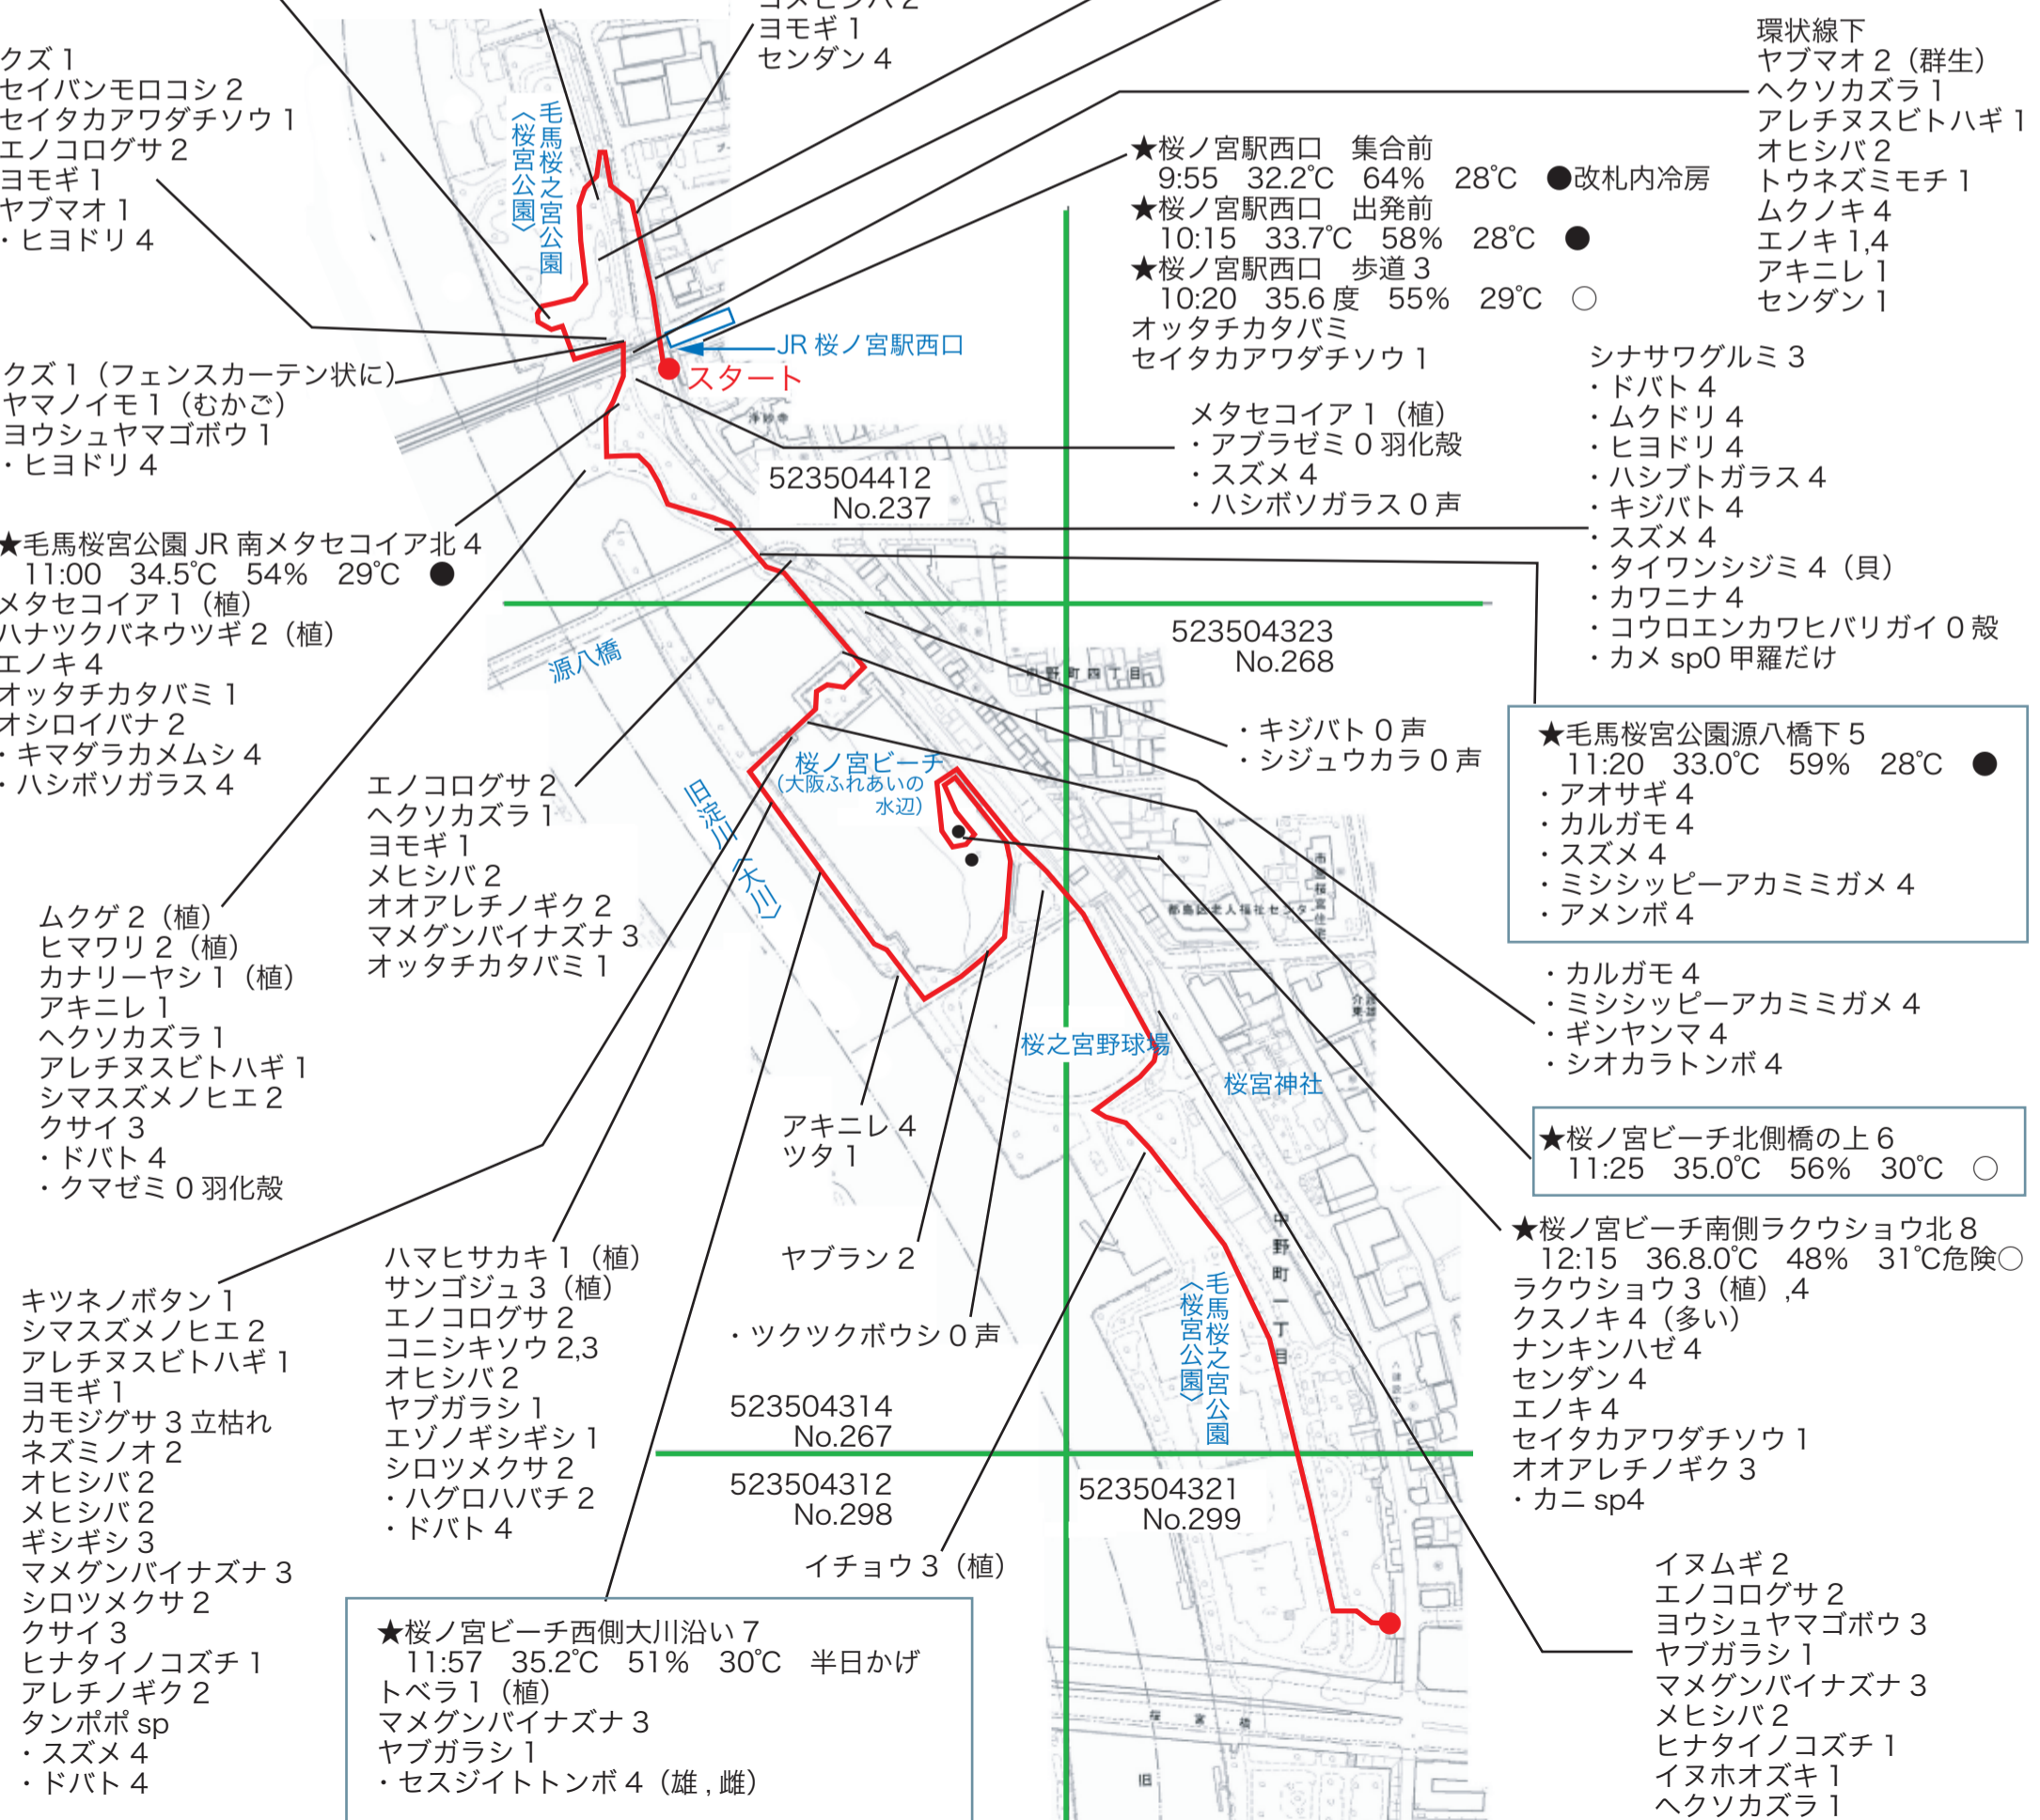 コメヒシバ 2
ヨモギ 1
センダン 4
クズ 1
セイバンモロコシ 2
セイタカアワダチソウ 1
エノコログサ 2
ヨモギ 1
ヤブマオ 1
・ヒヨドリ 4
毛馬桜之宮公園
〈桜宮公園〉
環状線下
ヤブマオ 2（群生）
ヘクソカズラ 1
アレチヌスビトハギ 1
オヒシバ 2
トウネズミモチ 1
ムクノキ 4
エノキ 1,4
アキニレ 1
センダン 1
★桜ノ宮駅西口　集合前
9:55　32.2℃　64%　28℃　●改札内冷房
★桜ノ宮駅西口　出発前
10:15　33.7℃　58%　28℃　●
★桜ノ宮駅西口　歩道 3
10:20　35.6 度　55%　29℃　○
オッタチカタバミ
セイタカアワダチソウ 1
JR 桜ノ宮駅西口
スタート
クズ 1（フェンスカーテン状に）
ヤマノイモ 1（むかご）
ヨウシュヤマゴボウ 1
・ヒヨドリ 4
メタセコイア 1（植）
・アブラゼミ 0 羽化殻
・スズメ 4
・ハシボソガラス 0 声
シナサワグルミ 3
・ドバト 4
・ムクドリ 4
・ヒヨドリ 4
・ハシブトガラス 4
・キジバト 4
・スズメ 4
・タイワンシジミ 4（貝）
・カワニナ 4
・コウロエンカワヒバリガイ 0 殻
・カメ sp0 甲羅だけ
浄妙寺
523504412
No.237
★毛馬桜宮公園 JR 南メタセコイア北 4
11:00　34.5℃　54%　29℃　●
メタセコイア 1（植）
ハナツクバネウツギ 2（植）
エノキ 4
オッタチカタバミ 1
オシロイバナ 2
・キマダラカメムシ 4
・ハシボソガラス 4
源八橋
523504323
No.268
中野町四丁目
・キジバト 0 声
・シジュウカラ 0 声
★毛馬桜宮公園源八橋下 5
11:20　33.0℃　59%　28℃　●
・アオサギ 4
・カルガモ 4
・スズメ 4
・ミシシッピーアカミミガメ 4
・アメンボ 4
エノコログサ 2
ヘクソカズラ 1
ヨモギ 1
メヒシバ 2
オオアレチノギク 2
マメグンバイナズナ 3
オッタチカタバミ 1
桜ノ宮ビーチ
（大阪ふれあいの
水辺）
旧淀川〈大川〉
都島区老人福祉センター
市営桜宮住宅
・カルガモ 4
・ミシシッピーアカミミガメ 4
・ギンヤンマ 4
・シオカラトンボ 4
ムクゲ 2（植）
ヒマワリ 2（植）
カナリーヤシ 1（植）
アキニレ 1
ヘクソカズラ 1
アレチヌスビトハギ 1
シマスズメノヒエ 2
クサイ 3
・ドバト 4
・クマゼミ 0 羽化殻
桜之宮野球場
桜宮神社
アキニレ 4
ツタ 1
★桜ノ宮ビーチ北側橋の上 6
11:25　35.0℃　56%　30℃　○
★桜ノ宮ビーチ南側ラクウショウ北 8
12:15　36.8.0℃　48%　31℃危険○
ラクウショウ 3（植）,4
クスノキ 4（多い）
ナンキンハゼ 4
センダン 4
エノキ 4
セイタカアワダチソウ 1
オオアレチノギク 3
・カニ sp4
キツネノボタン 1
シマスズメノヒエ 2
アレチヌスビトハギ 1
ヨモギ 1
カモジグサ 3 立枯れ
ネズミノオ 2
オヒシバ 2
メヒシバ 2
ギシギシ 3
マメグンバイナズナ 3
シロツメクサ 2
クサイ 3
ヒナタイノコズチ 1
アレチノギク 2
タンポポ sp
・スズメ 4
・ドバト 4
ハマヒサカキ 1（植）
サンゴジュ 3（植）
エノコログサ 2
コニシキソウ 2,3
オヒシバ 2
ヤブガラシ 1
エゾノギシギシ 1
シロツメクサ 2
・ハグロハバチ 2
・ドバト 4
ヤブラン 2
・ツクツクボウシ 0 声
中野町一丁目
毛馬桜之宮公園
〈桜宮公園〉
523504314
No.267
523504312
No.298
523504321
No.299
イチョウ 3（植）
★桜ノ宮ビーチ西側大川沿い 7
11:57　35.2℃　51%　30℃　半日かげ
トベラ 1（植）
マメグンバイナズナ 3
ヤブガラシ 1
・セスジイトトンボ 4（雄 , 雌）
イヌムギ 2
エノコログサ 2
ヨウシュヤマゴボウ 3
ヤブガラシ 1
マメグンバイナズナ 3
メヒシバ 2
ヒナタイノコズチ 1
イヌホオズキ 1
ヘクソカズラ 1
桜宮橋
旧